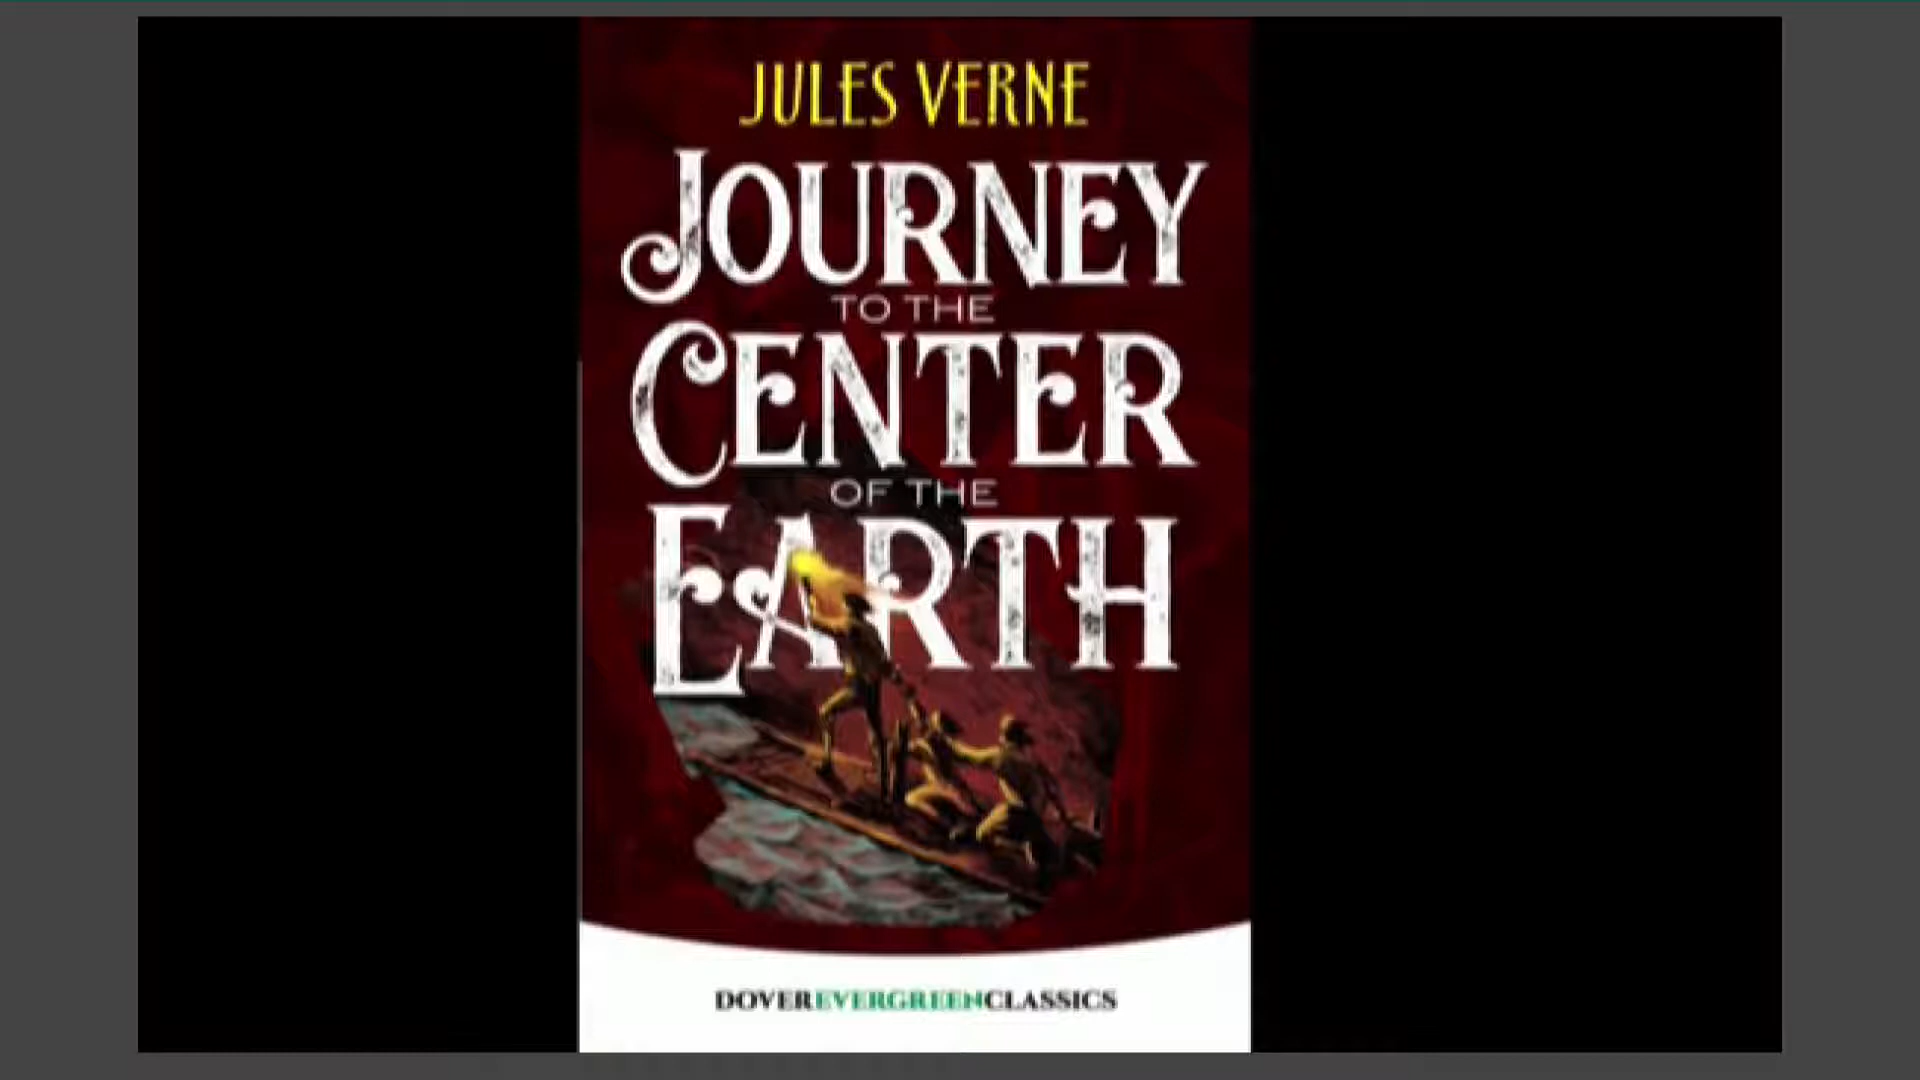 JULES VERNE
JOURNEY
TO THE
CENTER
OF THE
EARTH
DOVEREVERGREENCLASSICS